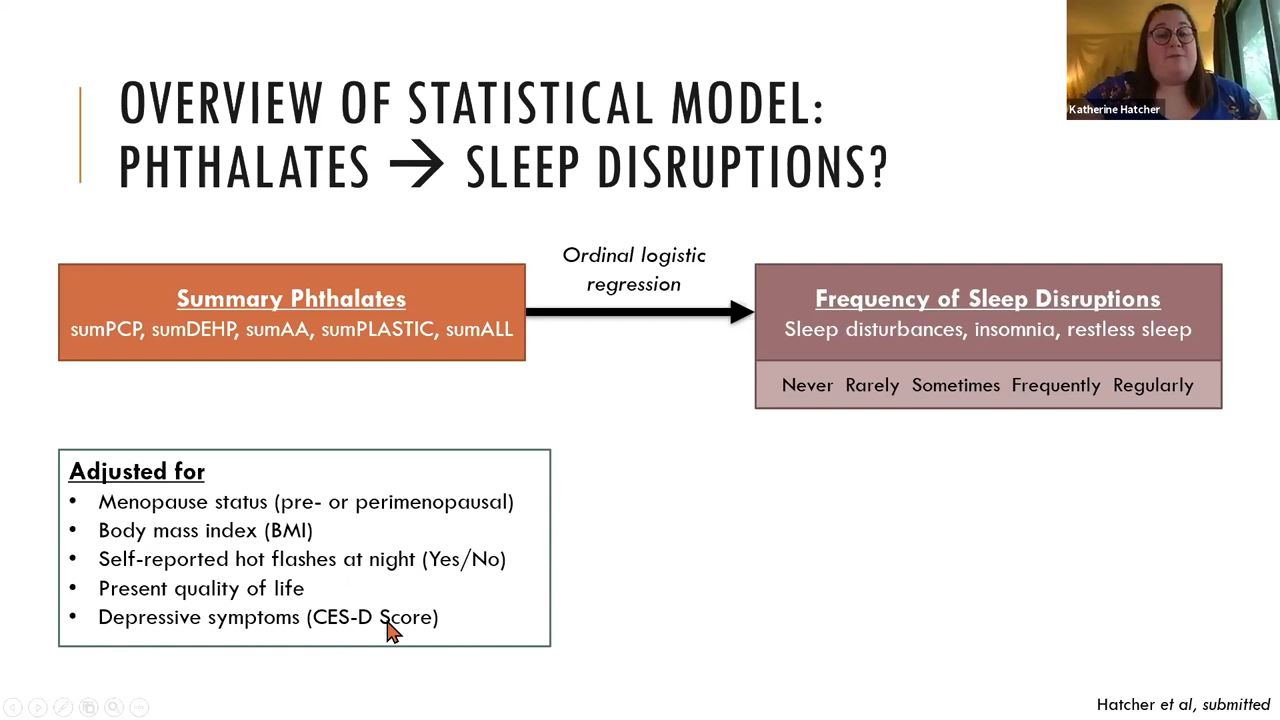 Katherine Hatcher
OVERVIEW OF STATISTICAL MODEL:
PHTHALATES → SLEEP DISRUPTIONS?
Ordinal logistic
regression
Summary Phthalates
sumPCP, sumDEHP, sumAA, sumPLASTIC, sumALL
Frequency of Sleep Disruptions
Sleep disturbances, insomnia, restless sleep
Never Rarely Sometimes Frequently Regularly
Adjusted for
• Menopause status (pre- or perimenopausal)
• Body mass index (BMI)
• Self-reported hot flashes at night (Yes/No)
• Present quality of life
• Depressive symptoms (CES-D Score)
Hatcher et al, submitted